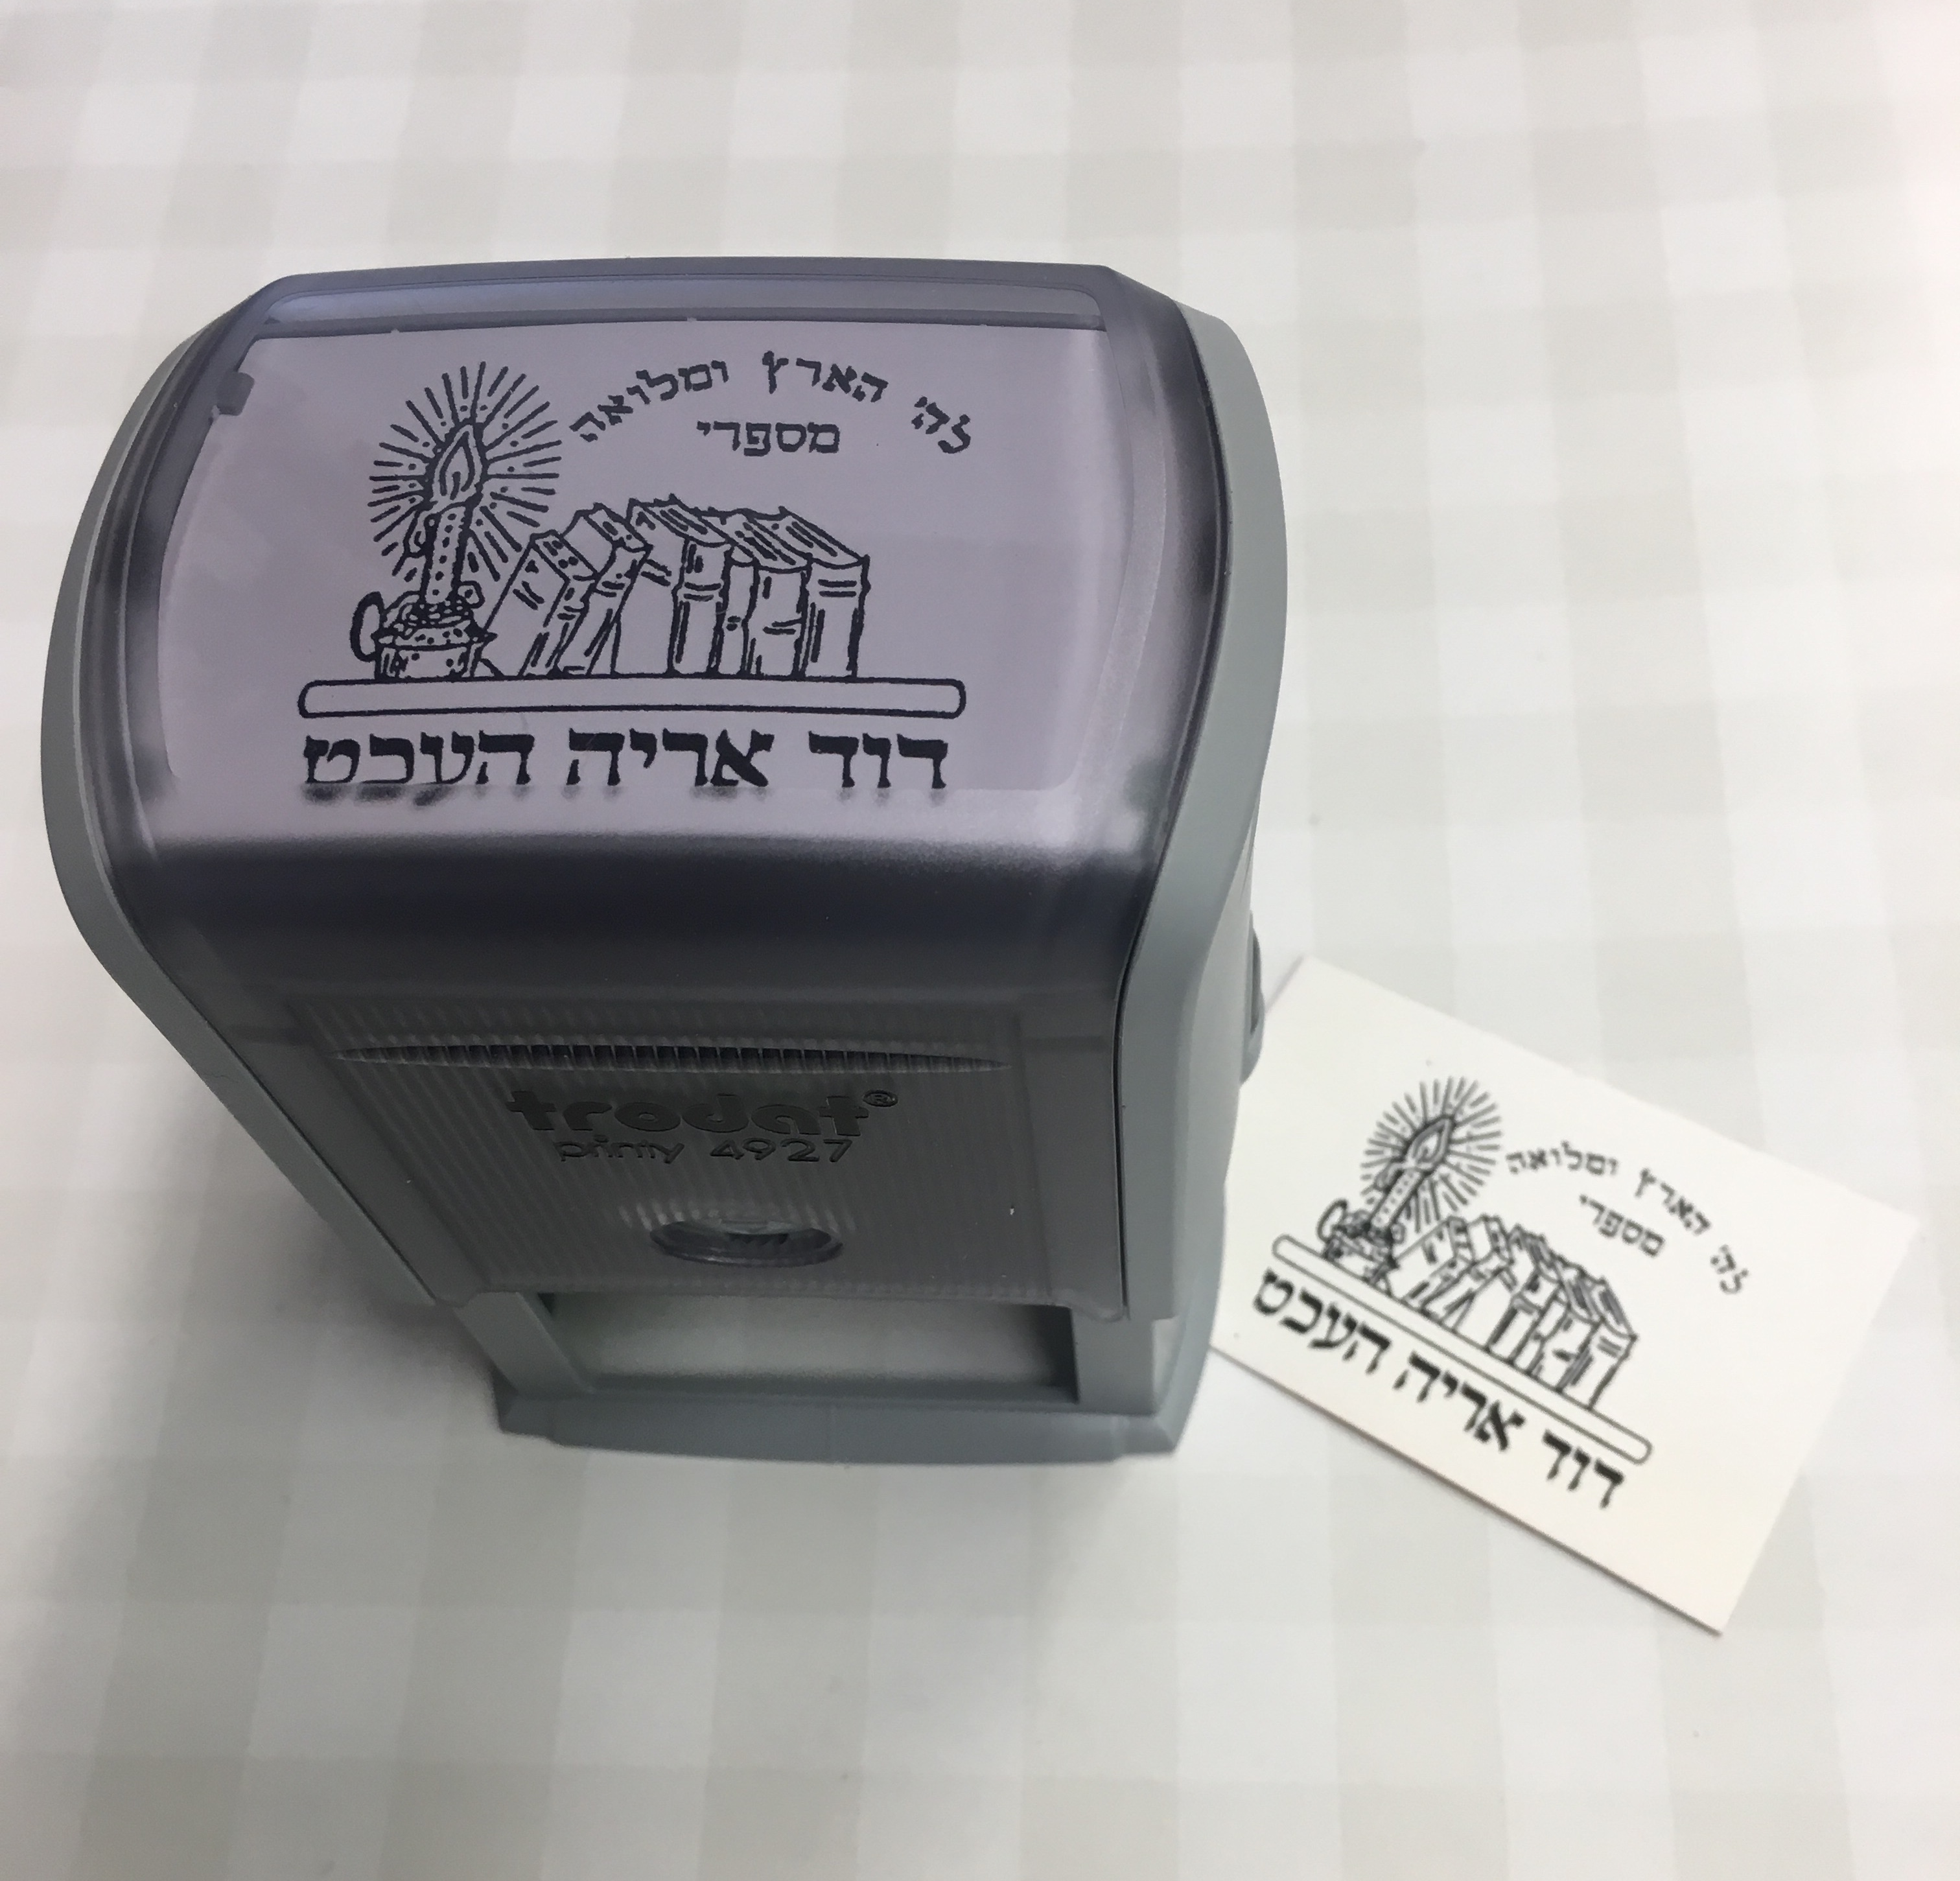 לה' הארץ ומלואה
מספרי
דוד אריה העכט
trodat®
printy 4927
לה' הארץ ומלואה
מספרי
דוד אריה העכט